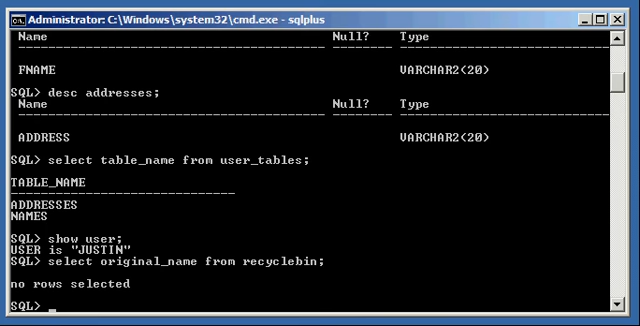 Administrator: C:\Windows\system32\cmd.exe - sqlplus
Name Null? Type
FNAME VARCHAR2(20)
SQL> desc addresses;
Name Null? Type
ADDRESS VARCHAR2(20)
SQL> select table_name from user_tables;
TABLE_NAME
------------------------------
ADDRESSES
NAMES
SQL> show user;
USER is "JUSTIN"
SQL> select original_name from recyclebin;
no rows selected
SQL> _